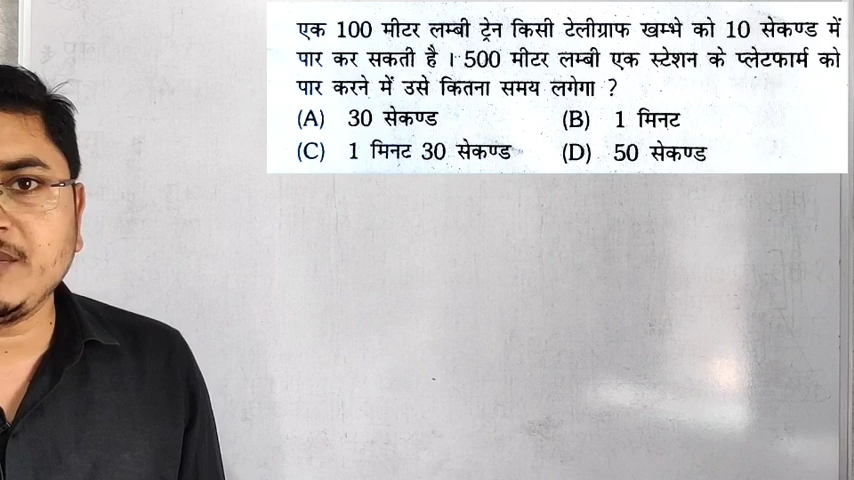 एक 100 मीटर लम्बी ट्रेन किसी टेलीग्राफ खम्भे को 10 सेकण्ड में
पार कर सकती है । 500 मीटर लम्बी एक स्टेशन के प्लेटफार्म को
पार करने में उसे कितना समय लगेगा ?
(A) 30 सेकण्ड (B) 1 मिनट
(C) 1 मिनट 30 सेकण्ड (D) 50 सेकण्ड